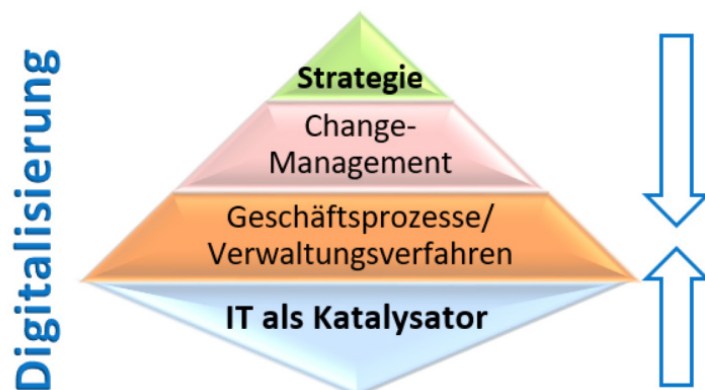 Digitalisierung
Strategie
Change-
Management
Geschäftsprozesse/
Verwaltungsverfahren
IT als Katalysator